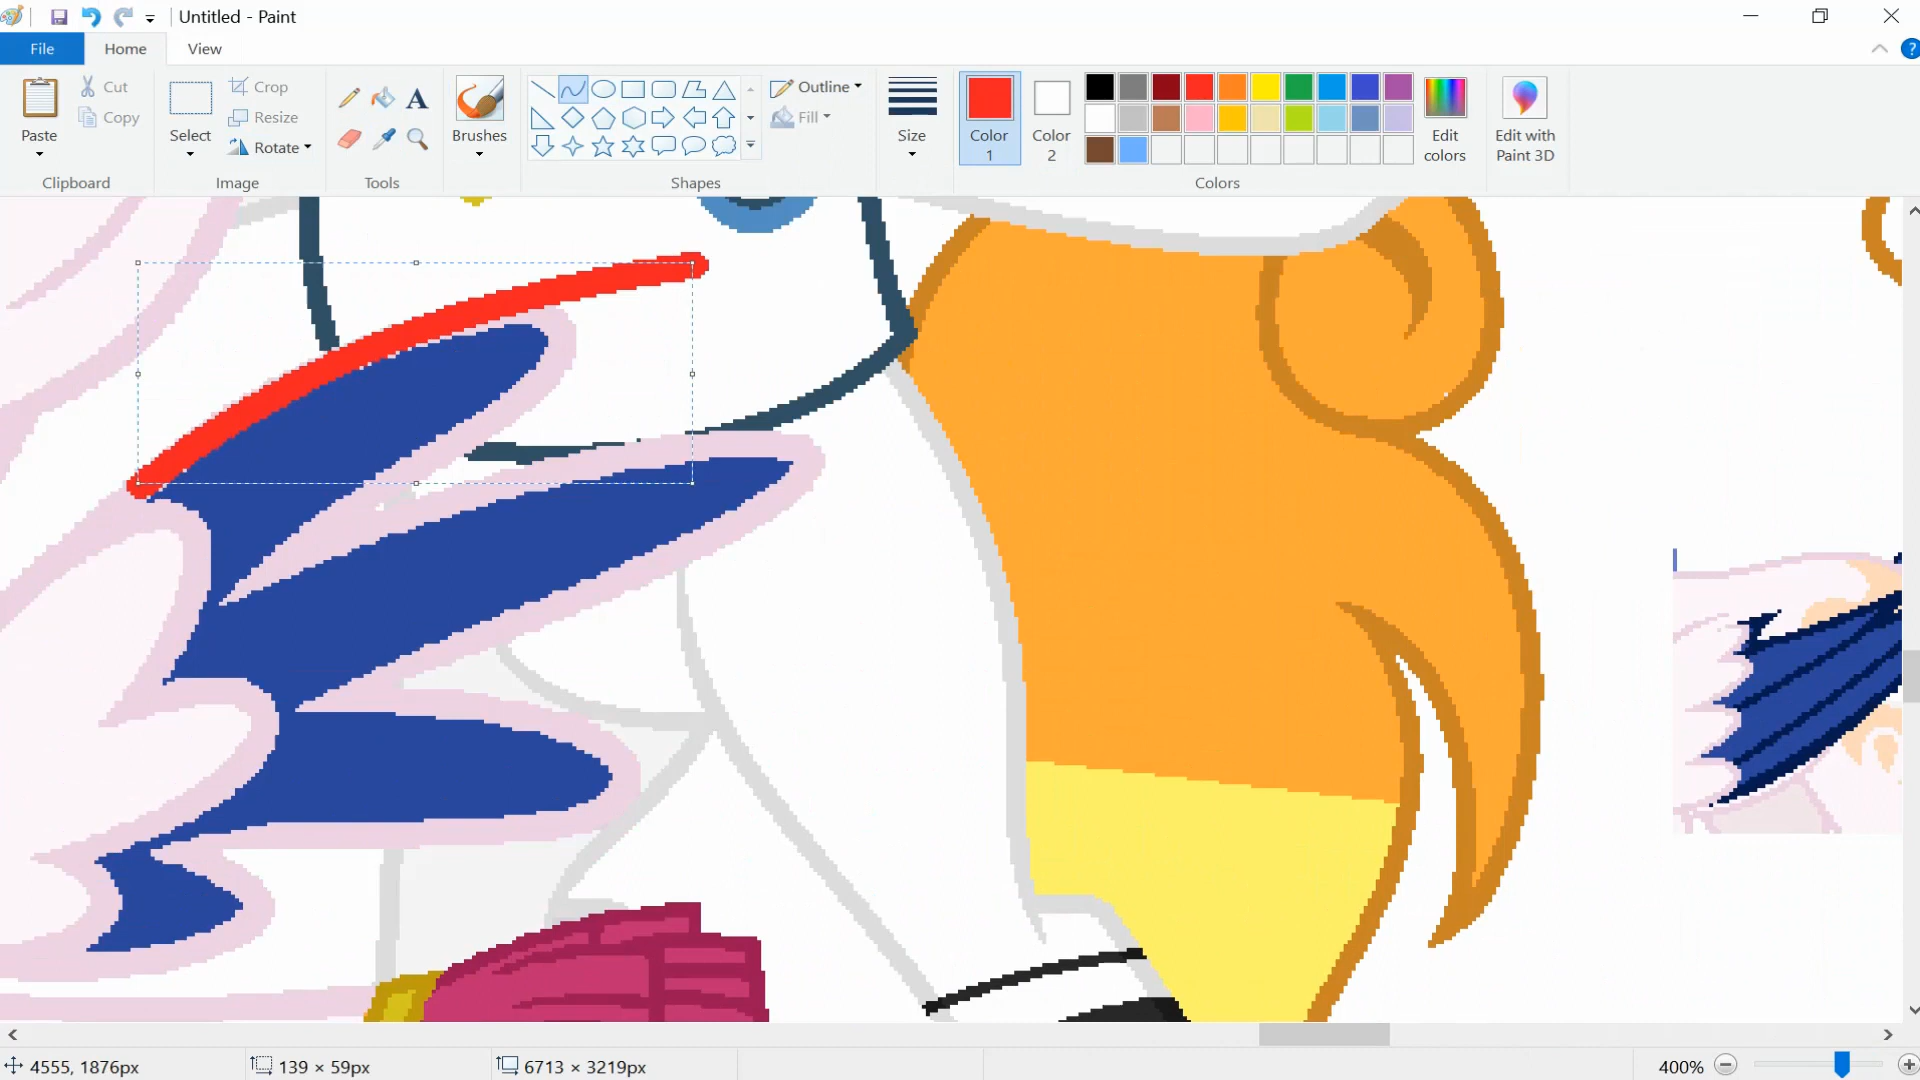 Untitled - Paint
File
Home
View
Paste
Cut
Copy
Clipboard
Select
Crop
Resize
Rotate
Image
Tools
Brushes
Outline
Fill
Shapes
Size
Color
1
Color
2
Colors
Edit
colors
Edit with
Paint 3D
4555, 1876px
139 × 59px
6713 × 3219px
400%